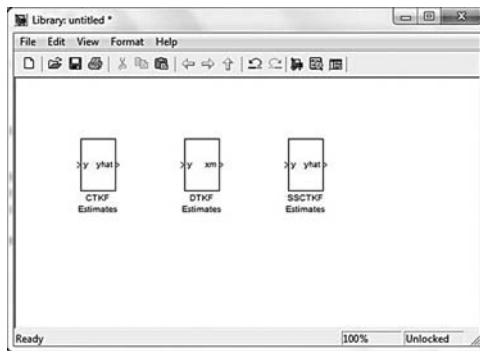 Library: untitled *
File Edit View Format Help
y yhat
CTKF
Estimates
y xm
DTKF
Estimates
y yhat
SSCTKF
Estimates
Ready 100% Unlocked